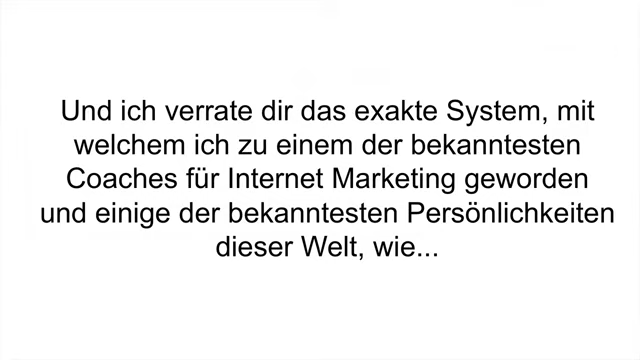 Und ich verrate dir das exakte System, mit
welchem ich zu einem der bekanntesten
Coaches für Internet Marketing geworden
und einige der bekanntesten Persönlichkeiten
dieser Welt, wie...